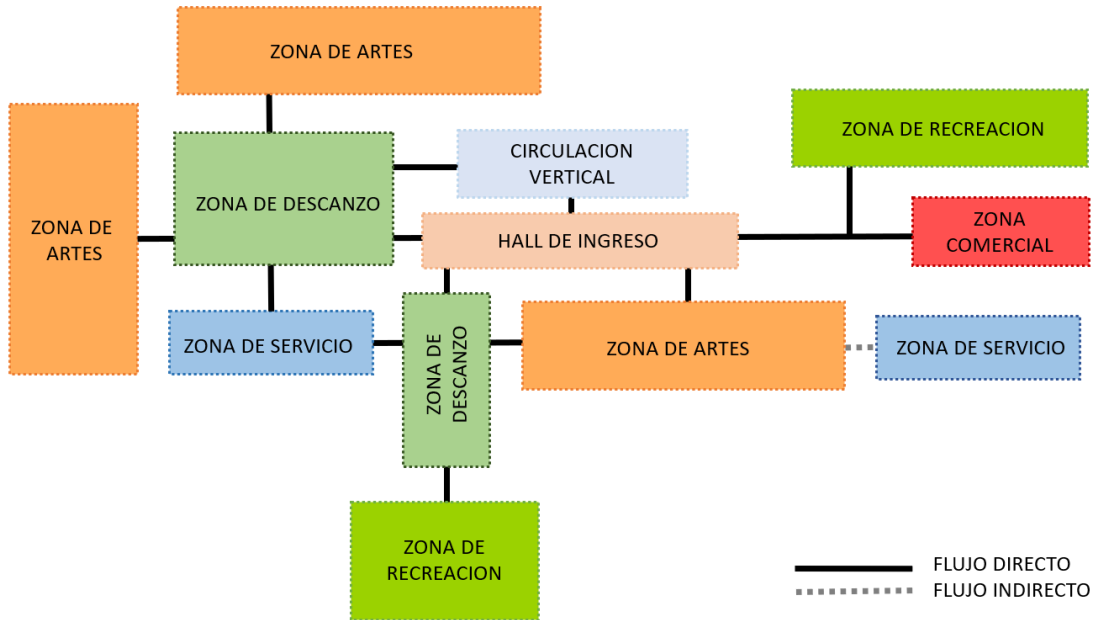 ZONA DE ARTES
ZONA DE RECREACION
CIRCULACION
VERTICAL
ZONA DE DESCANZO
ZONA DE
ARTES
HALL DE INGRESO
ZONA
COMERCIAL
ZONA DE SERVICIO
ZONA DE
DESCANZO
ZONA DE ARTES
ZONA DE SERVICIO
ZONA DE
RECREACION
FLUJO DIRECTO
FLUJO INDIRECTO